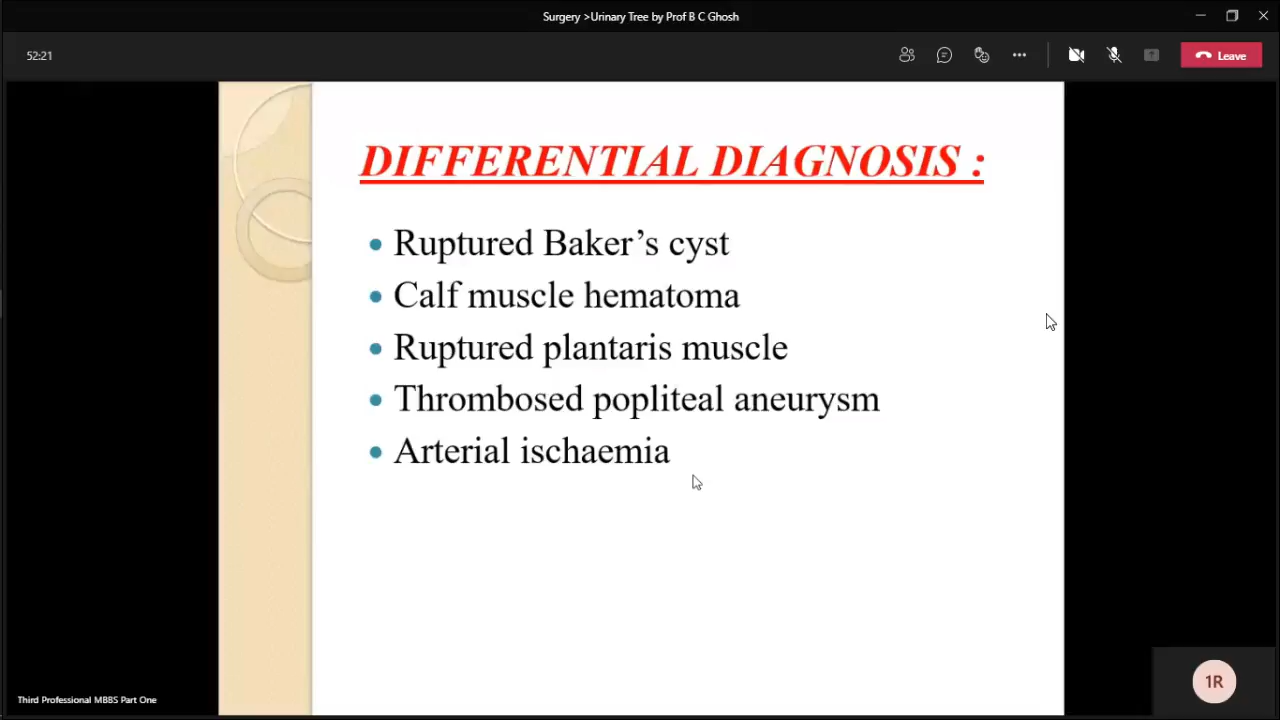 Surgery >Urinary Tree by Prof B C Ghosh
52:21
Leave
DIFFERENTIAL DIAGNOSIS :
Ruptured Baker’s cyst
Calf muscle hematoma
Ruptured plantaris muscle
Thrombosed popliteal aneurysm
Arterial ischaemia
Third Professional MBBS Part One
1R